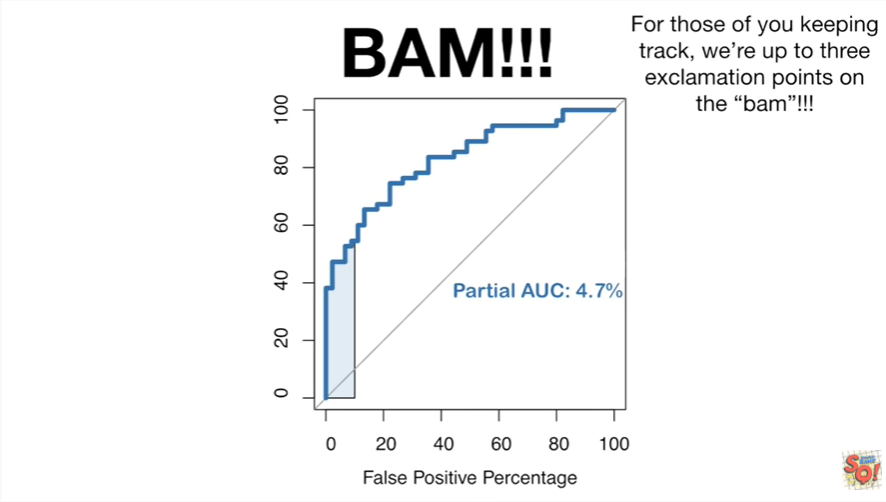 BAM!!!
For those of you keeping
track, we’re up to three
exclamation points on
the “bam”!!!
100
80
60
40
20
0
Partial AUC: 4.7%
0 20 40 60 80 100
False Positive Percentage
SQ!